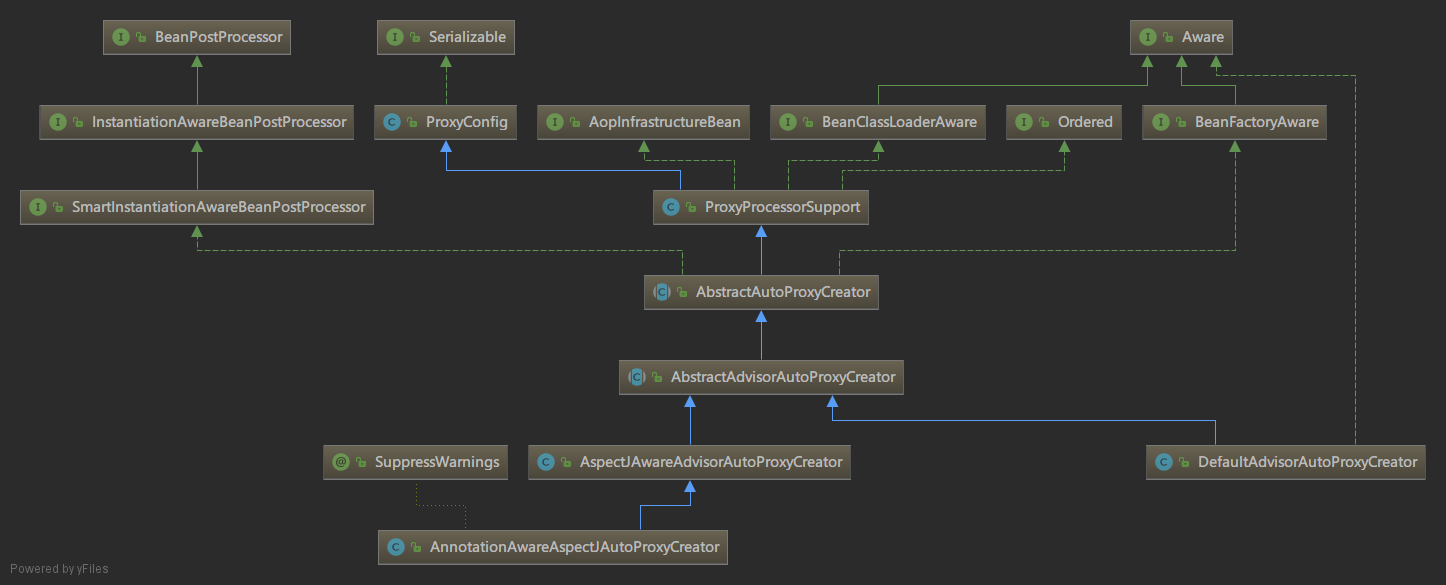 BeanPostProcessor
Serializable
Aware
InstantiationAwareBeanPostProcessor
ProxyConfig
AopInfrastructureBean
BeanClassLoaderAware
Ordered
BeanFactoryAware
SmartInstantiationAwareBeanPostProcessor
ProxyProcessorSupport
AbstractAutoProxyCreator
AbstractAdvisorAutoProxyCreator
SuppressWarnings
AspectJAwareAdvisorAutoProxyCreator
DefaultAdvisorAutoProxyCreator
AnnotationAwareAspectJAutoProxyCreator
Powered by yFiles